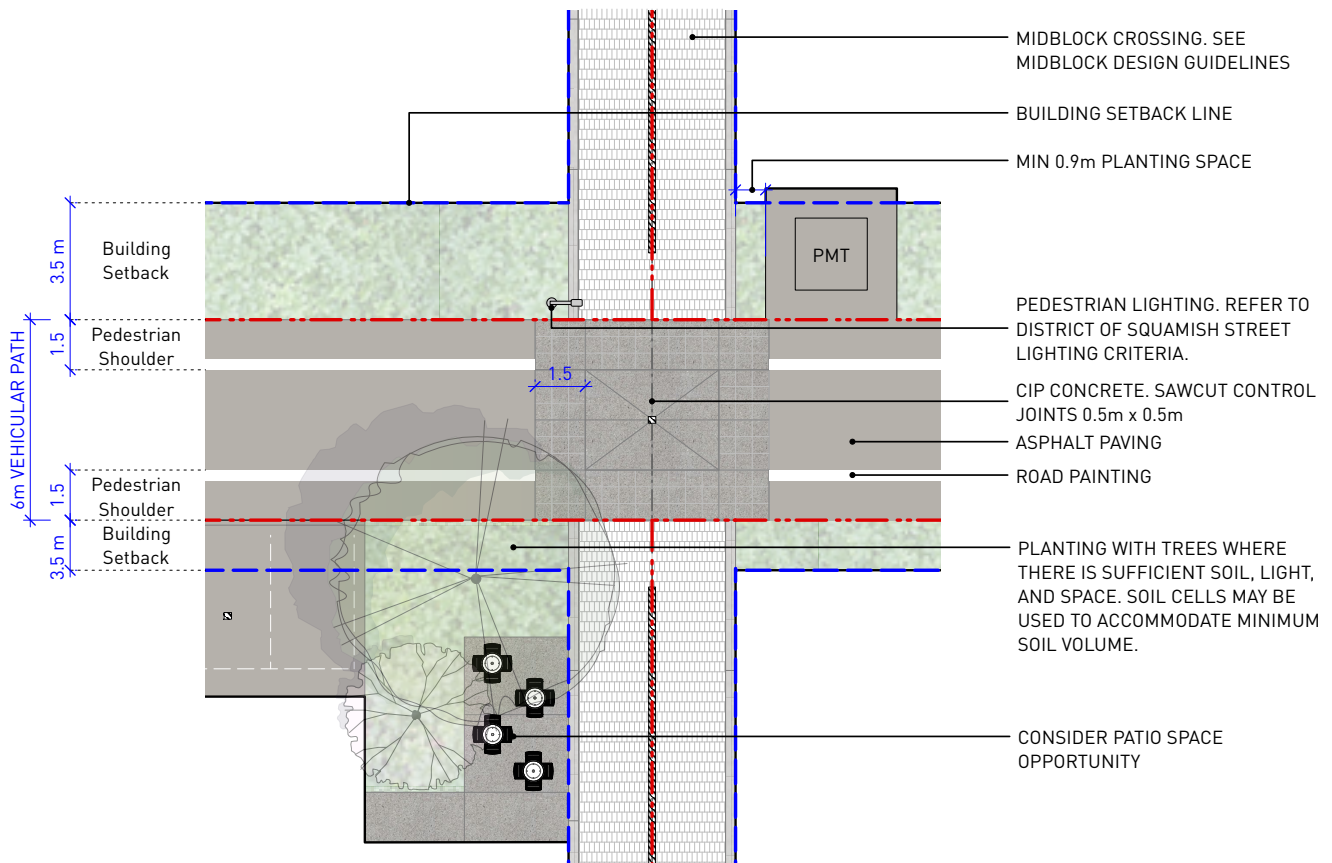 MIDBLOCK CROSSING. SEE
MIDBLOCK DESIGN GUIDELINES
BUILDING SETBACK LINE
MIN 0.9m PLANTING SPACE
3.5 m
Building
Setback
PMT
PEDESTRIAN LIGHTING. REFER TO
DISTRICT OF SQUAMISH STREET
LIGHTING CRITERIA.
6m VEHICULAR PATH
1.5
Pedestrian
Shoulder
1.5
CIP CONCRETE. SAWCUT CONTROL
JOINTS 0.5m x 0.5m
ASPHALT PAVING
ROAD PAINTING
1.5
Pedestrian
Shoulder
3.5 m
Building
Setback
PLANTING WITH TREES WHERE
THERE IS SUFFICIENT SOIL, LIGHT,
AND SPACE. SOIL CELLS MAY BE
USED TO ACCOMMODATE MINIMUM
SOIL VOLUME.
CONSIDER PATIO SPACE
OPPORTUNITY